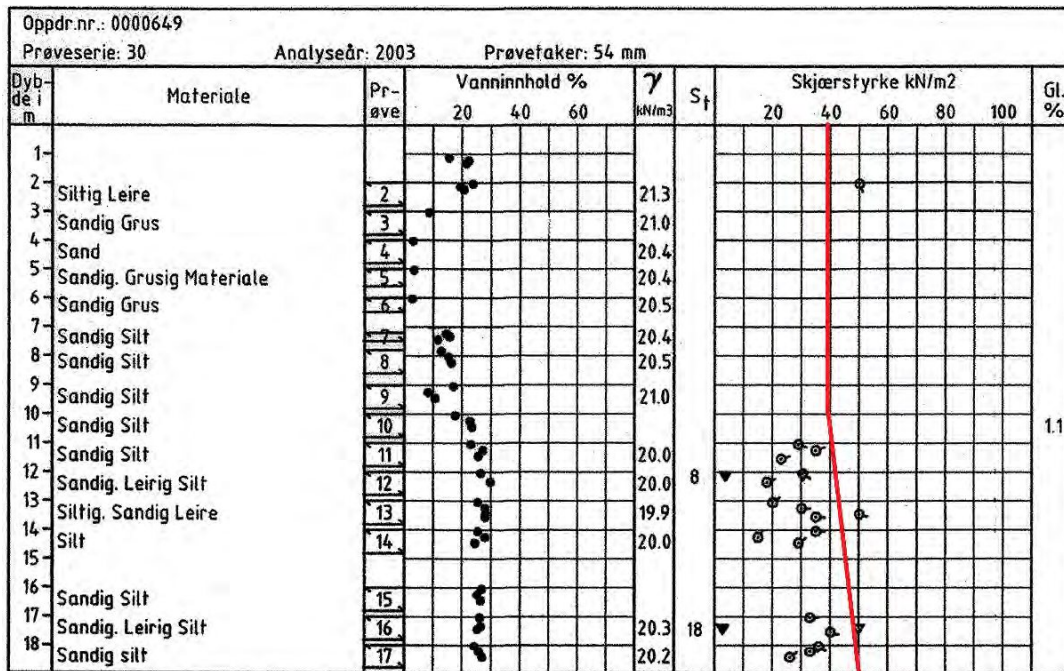 Oppdr.nr.: 0000649
Prøveserie: 30 Analyseår: 2003 Prøvetaker: 54 mm
Dyb-
de i
m
Materiale
Pr-
øve
Vanninnhold %
20 40 60
γ
kN/m3
St
Skjærstyrke kN/m2
20 40 60 80 100
Gl.
%
1
2
Siltig Leire 2 21.3
3
Sandig Grus 3 21.0
4
Sand 4 20.4
5
Sandig. Grusig Materiale 5 20.4
6
Sandig Grus 6 20.5
7
Sandig Silt 7 20.4
8
Sandig Silt 8 20.5
9
Sandig Silt 9 21.0
10
Sandig Silt 10 1.1
11
Sandig Silt 11 20.0
12
Sandig. Leirig Silt 12 20.0 8
13
Siltig. Sandig Leire 13 19.9
14
Silt 14 20.0
15
16
Sandig Silt 15
17
Sandig. Leirig Silt 16 20.3 18
18
Sandig silt 17 20.2